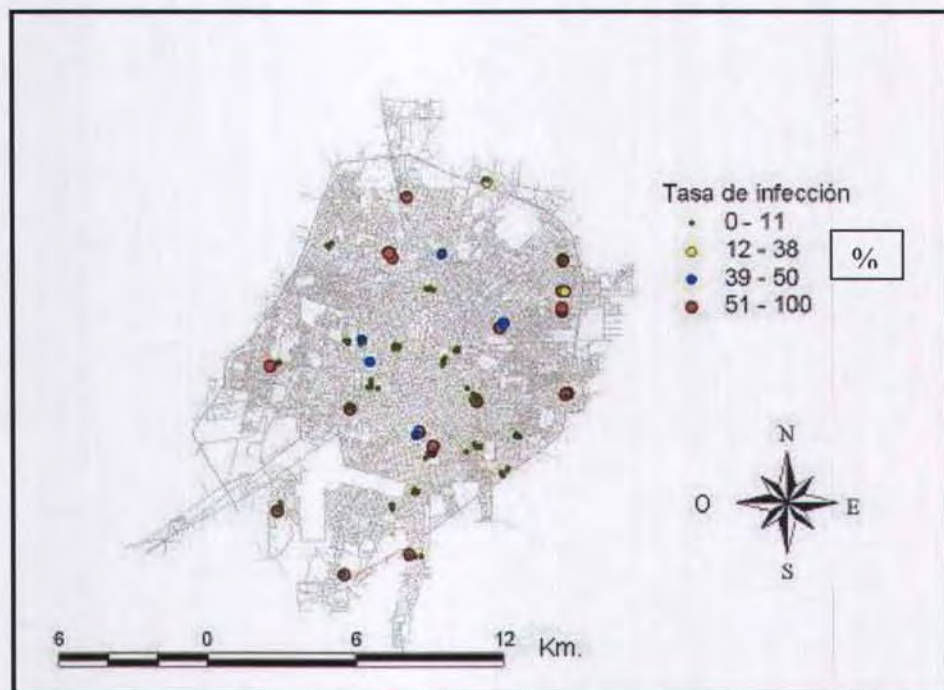 Tasa de infección
0 - 11
12 - 38
39 - 50
51 - 100
%
N
O
E
S
6 0 6 12 Km.